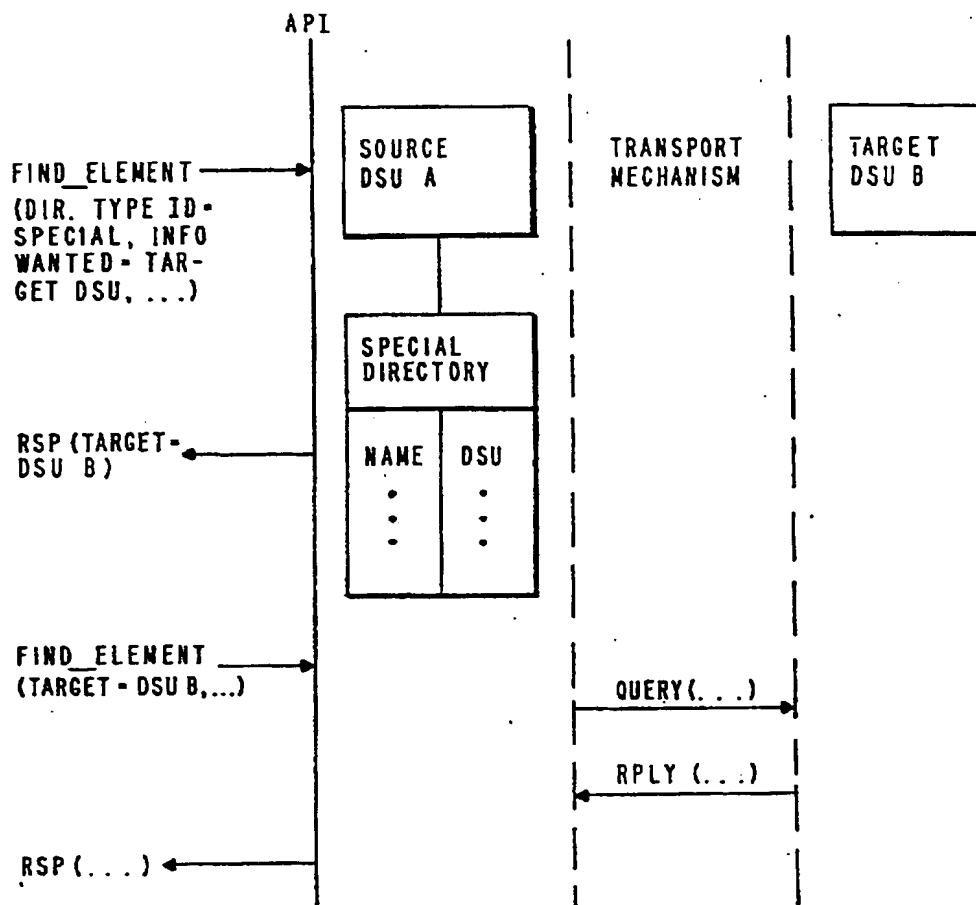 API
FIND_ELEMENT
(DIR. TYPE ID=
SPECIAL, INFO
WANTED= TAR-
GET DSU, ...)
SOURCE
DSU A
TRANSPORT
MECHANISM
TARGET
DSU B
SPECIAL
DIRECTORY
NAME
DSU
RSP (TARGET=
DSU B)
FIND_ELEMENT
(TARGET=DSU B,...)
QUERY(...)
RPLY (...)
RSP(...)